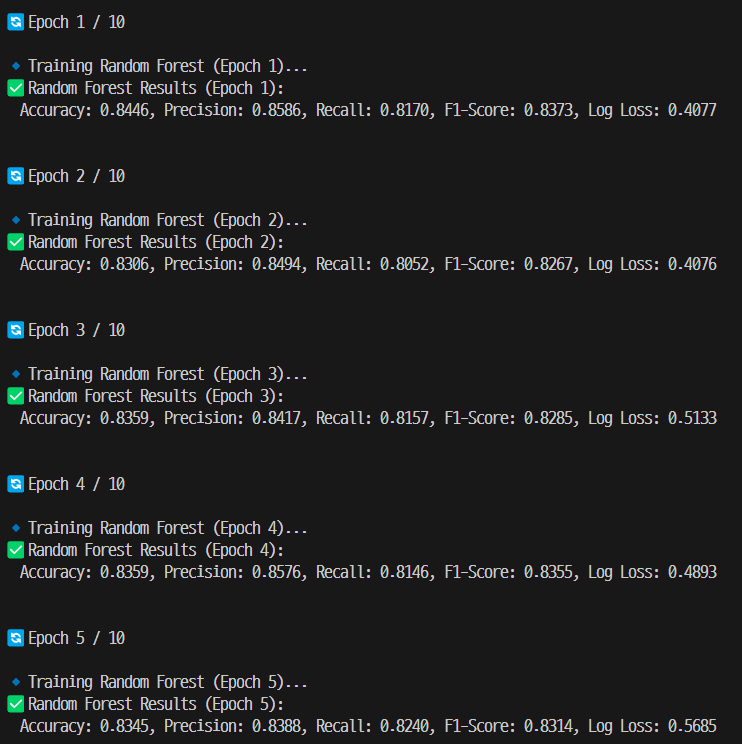 🔄 Epoch 1 / 10
🔹 Training Random Forest (Epoch 1)...
✅ Random Forest Results (Epoch 1):
Accuracy: 0.8446, Precision: 0.8586, Recall: 0.8170, F1-Score: 0.8373, Log Loss: 0.4077
🔄 Epoch 2 / 10
🔹 Training Random Forest (Epoch 2)...
✅ Random Forest Results (Epoch 2):
Accuracy: 0.8306, Precision: 0.8494, Recall: 0.8052, F1-Score: 0.8267, Log Loss: 0.4076
🔄 Epoch 3 / 10
🔹 Training Random Forest (Epoch 3)...
✅ Random Forest Results (Epoch 3):
Accuracy: 0.8359, Precision: 0.8417, Recall: 0.8157, F1-Score: 0.8285, Log Loss: 0.5133
🔄 Epoch 4 / 10
🔹 Training Random Forest (Epoch 4)...
✅ Random Forest Results (Epoch 4):
Accuracy: 0.8359, Precision: 0.8576, Recall: 0.8146, F1-Score: 0.8355, Log Loss: 0.4893
🔄 Epoch 5 / 10
🔹 Training Random Forest (Epoch 5)...
✅ Random Forest Results (Epoch 5):
Accuracy: 0.8345, Precision: 0.8388, Recall: 0.8240, F1-Score: 0.8314, Log Loss: 0.5685